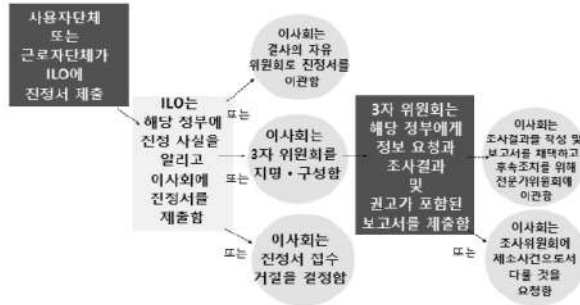 사용자단체
또는
근로자단체가
ILO에
진정서 제출
ILO는
해당 정부에
진정 사실을
알리고
이사회에
진정서를
제출함
또는
또는
또는
이사회는
결사의 자유
위원회로 진정서를
이관함
이사회는
3자 위원회를
지명·구성함
이사회는
진정서 접수
거절을 결정함
3자 위원회는
해당 정부에게
정보 요청과
조사결과
및
권고가 포함된
보고서를 제출함
또는
이사회는
조사결과를 작성 및
보고서를 채택하고
후속조치를 위해
전문가위원회에
이관함
이사회는
조사위원회에
제소사건으로서
다룰 것을
요청함